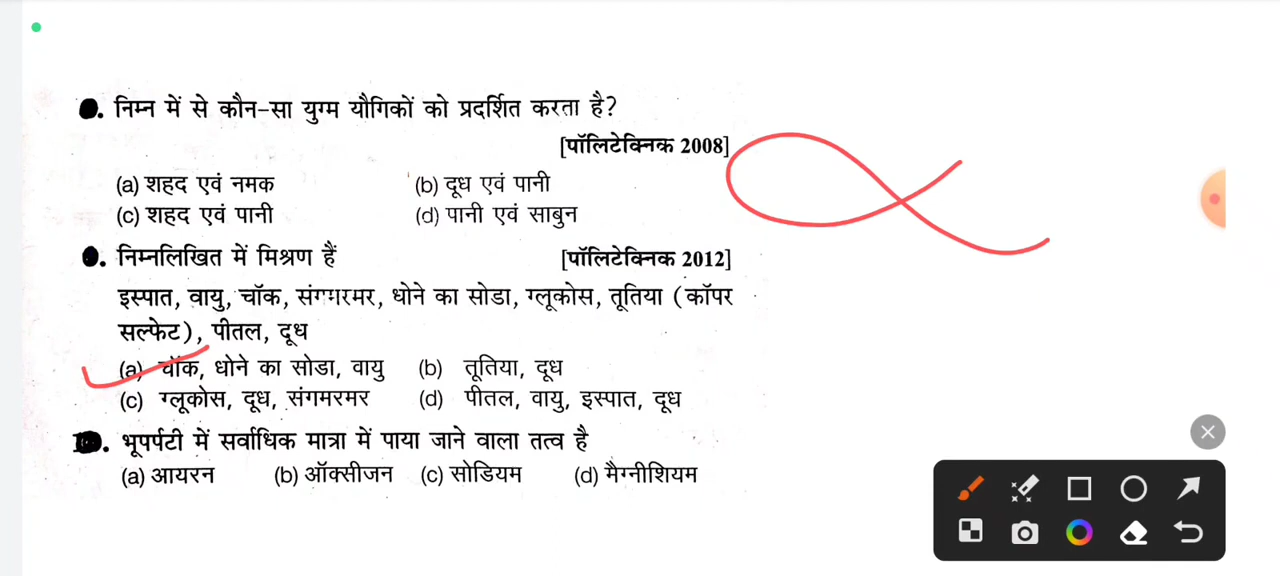 . निम्न में से कौन-सा युग्म यौगिकों को प्रदर्शित करता है?
[पॉलिटेक्निक 2008]
(a) शहद एवं नमक (b) दूध एवं पानी
(c) शहद एवं पानी (d) पानी एवं साबुन
. निम्नलिखित में मिश्रण हैं [पॉलिटेक्निक 2012]
इस्पात, वायु, चॉक, संगमरमर, धोने का सोडा, ग्लूकोस, तूतिया (कॉपर
सल्फेट), पीतल, दूध
(a) चॉक, धोने का सोडा, वायु (b) तूतिया, दूध
(c) ग्लूकोस, दूध, संगमरमर (d) पीतल, वायु, इस्पात, दूध
. भूपर्पटी में सर्वाधिक मात्रा में पाया जाने वाला तत्व है
(a) आयरन (b) ऑक्सीजन (c) सोडियम (d) मैग्नीशियम